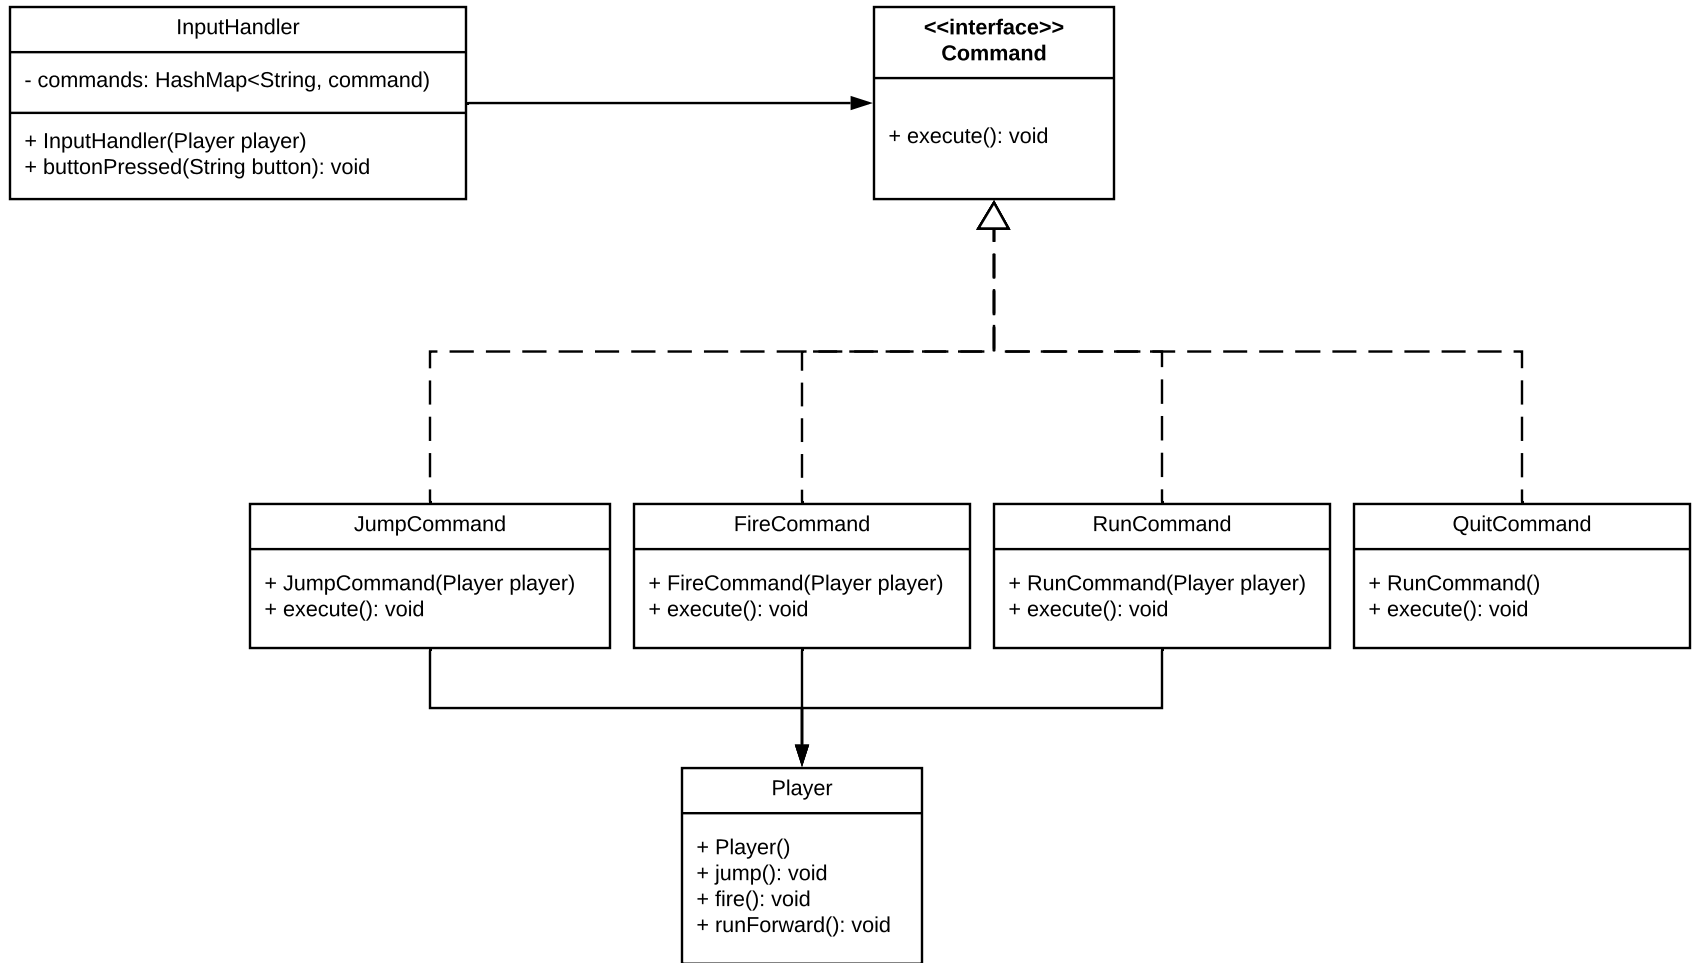 InputHandler
- commands: HashMap<String, command)
+ InputHandler(Player player)
+ buttonPressed(String button): void
<<interface>>
Command
+ execute(): void
JumpCommand
+ JumpCommand(Player player)
+ execute(): void
FireCommand
+ FireCommand(Player player)
+ execute(): void
RunCommand
+ RunCommand(Player player)
+ execute(): void
QuitCommand
+ RunCommand()
+ execute(): void
Player
+ Player()
+ jump(): void
+ fire(): void
+ runForward(): void